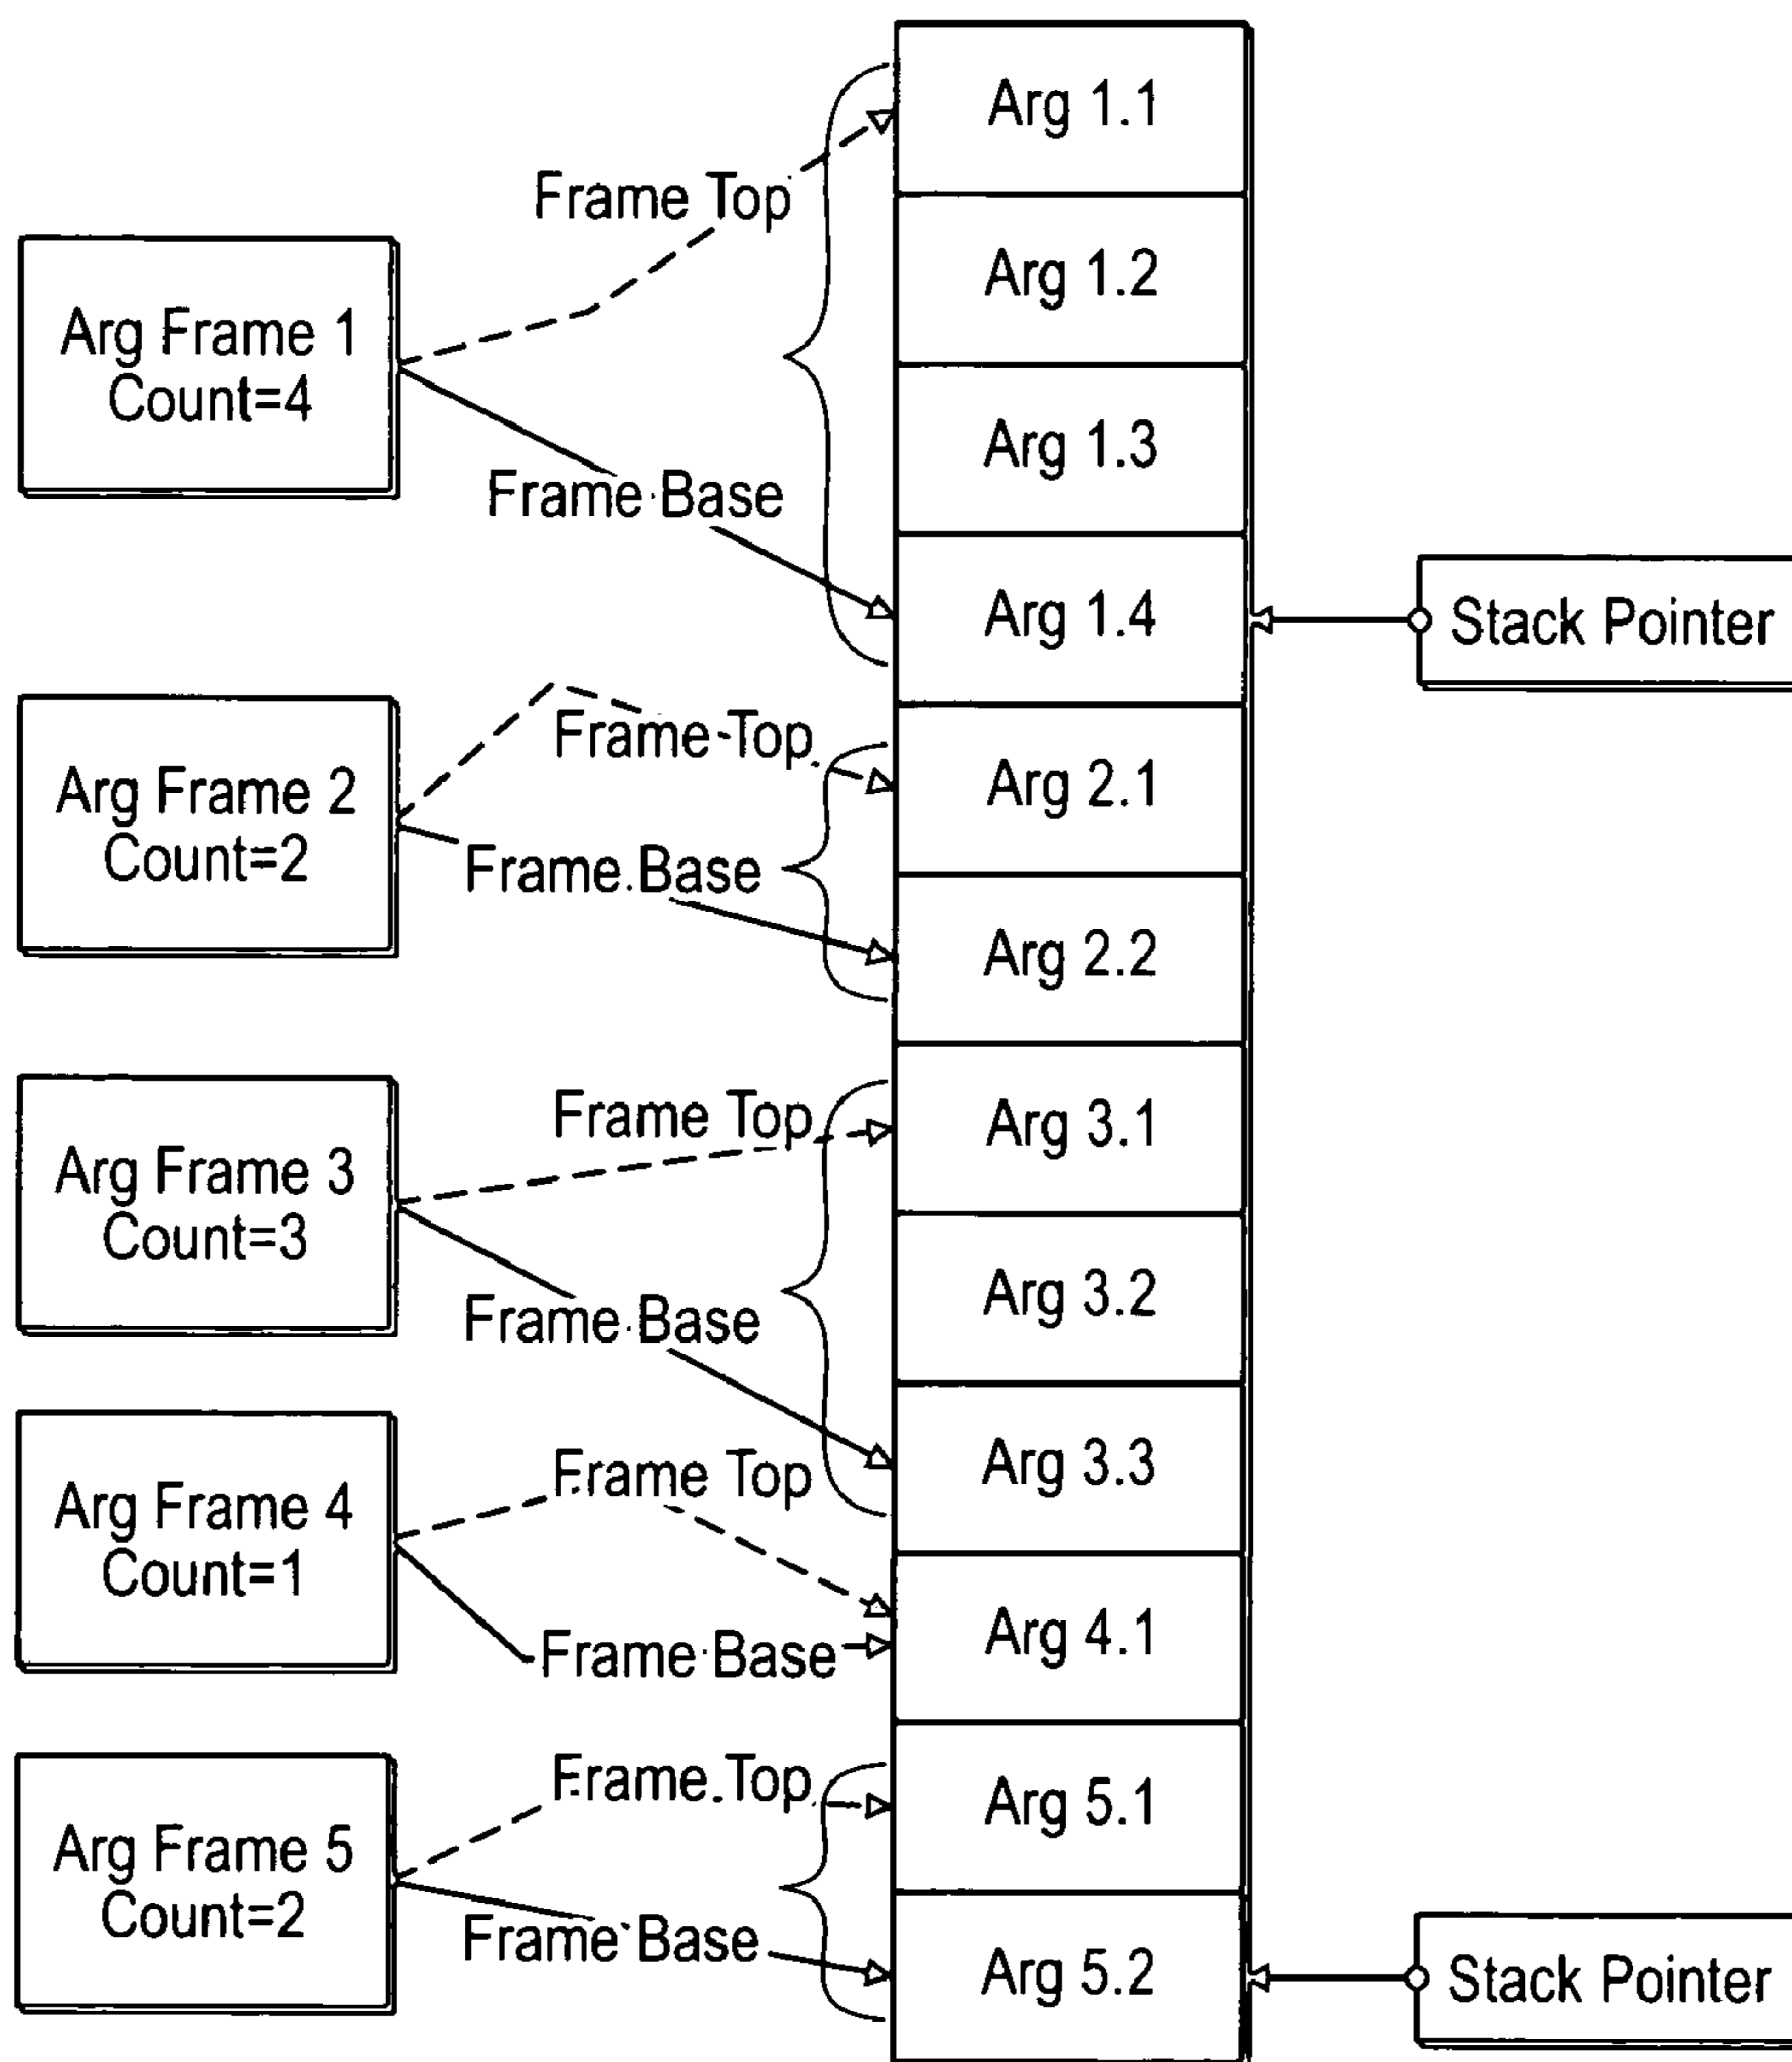 Arg 1.1
Frame Top
Arg 1.2
Arg Frame 1
Count=4
Arg 1.3
Frame Base
Arg 1.4
Stack Pointer
Frame Top
Arg 2.1
Arg Frame 2
Count=2
Frame Base
Arg 2.2
Frame Top
Arg 3.1
Arg Frame 3
Count=3
Arg 3.2
Frame Base
Arg 3.3
Frame Top
Arg Frame 4
Count=1
Arg 4.1
Frame Base
Frame Top
Arg 5.1
Arg Frame 5
Count=2
Frame Base
Arg 5.2
Stack Pointer